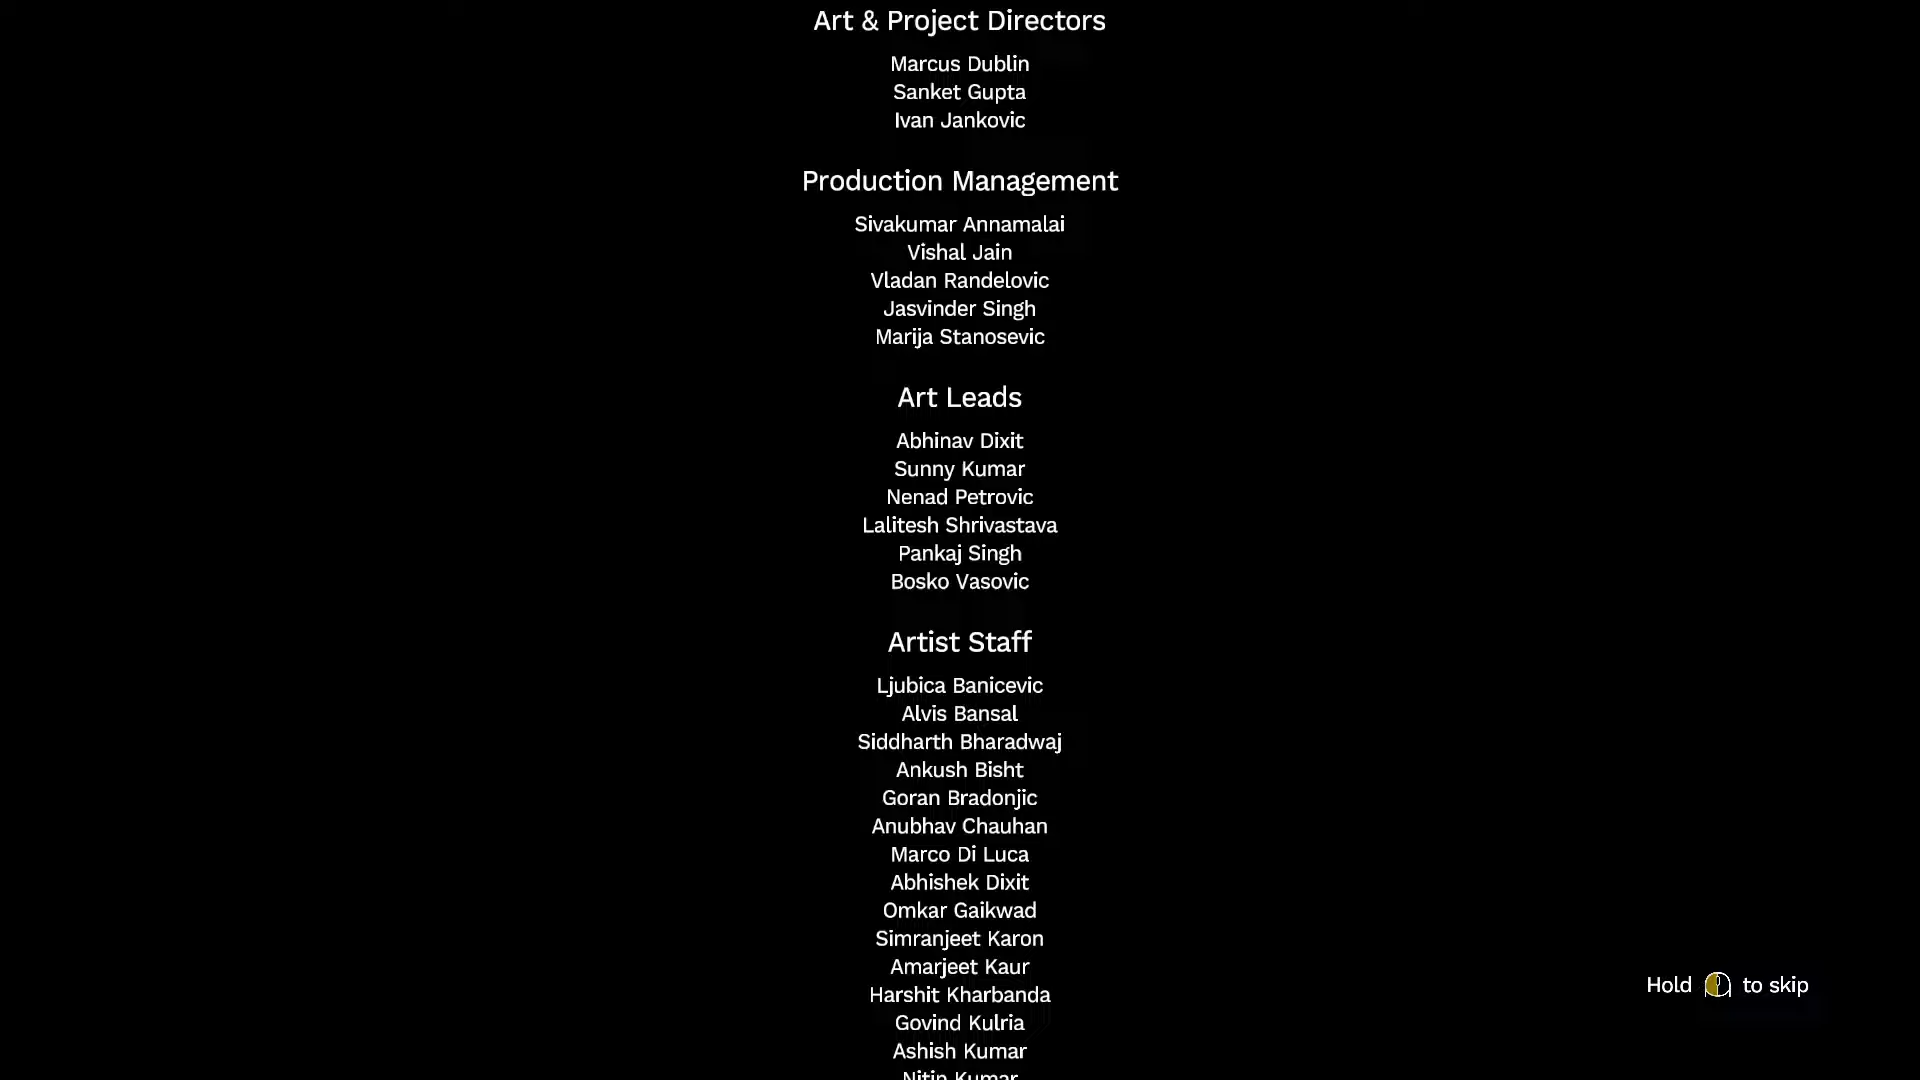 Art & Project Directors
Marcus Dublin
Sanket Gupta
Ivan Jankovic
Production Management
Sivakumar Annamalai
Vishal Jain
Vladan Randelovic
Jasvinder Singh
Marija Stanosevic
Art Leads
Abhinav Dixit
Sunny Kumar
Nenad Petrovic
Lalitesh Shrivastava
Pankaj Singh
Bosko Vasovic
Artist Staff
Ljubica Banicevic
Alvis Bansal
Siddharth Bharadwaj
Ankush Bisht
Goran Bradonjic
Anubhav Chauhan
Marco Di Luca
Abhishek Dixit
Omkar Gaikwad
Simranjeet Karon
Amarjeet Kaur
Hold to skip
Harshit Kharbanda
Govind Kulria
Ashish Kumar
Nitin Kumar